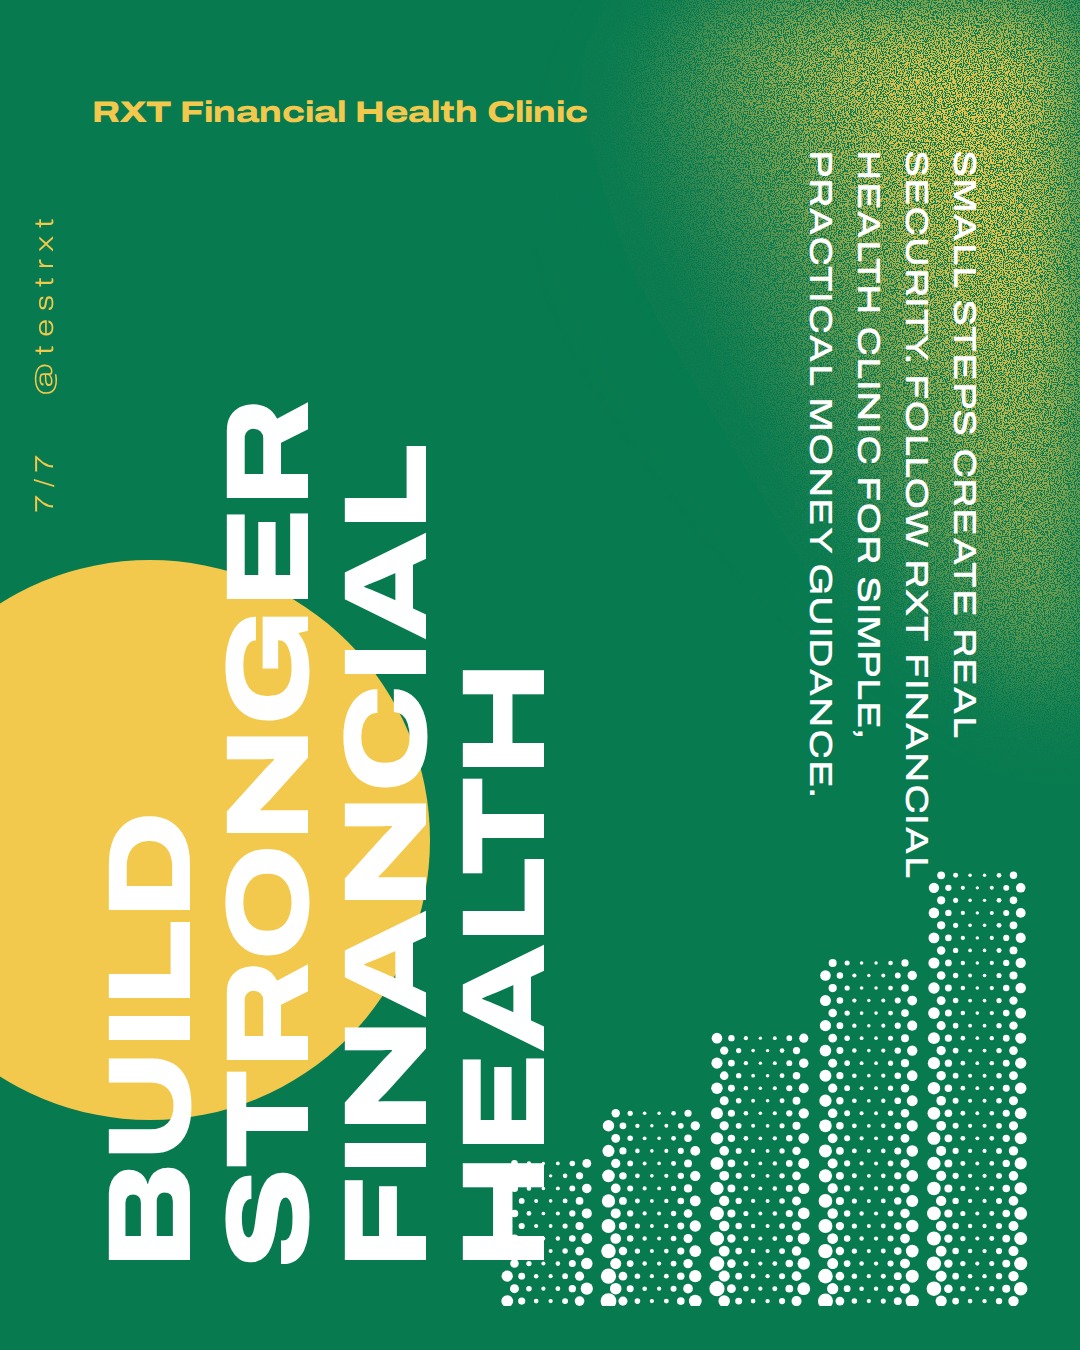 RXT Financial Health Clinic
7/7 @testrxt
BUILD
STRONGER
FINANCIAL
HEALTH
SMALL STEPS CREATE REAL
SECURITY. FOLLOW RXT FINANCIAL
HEALTH CLINIC FOR SIMPLE,
PRACTICAL MONEY GUIDANCE.